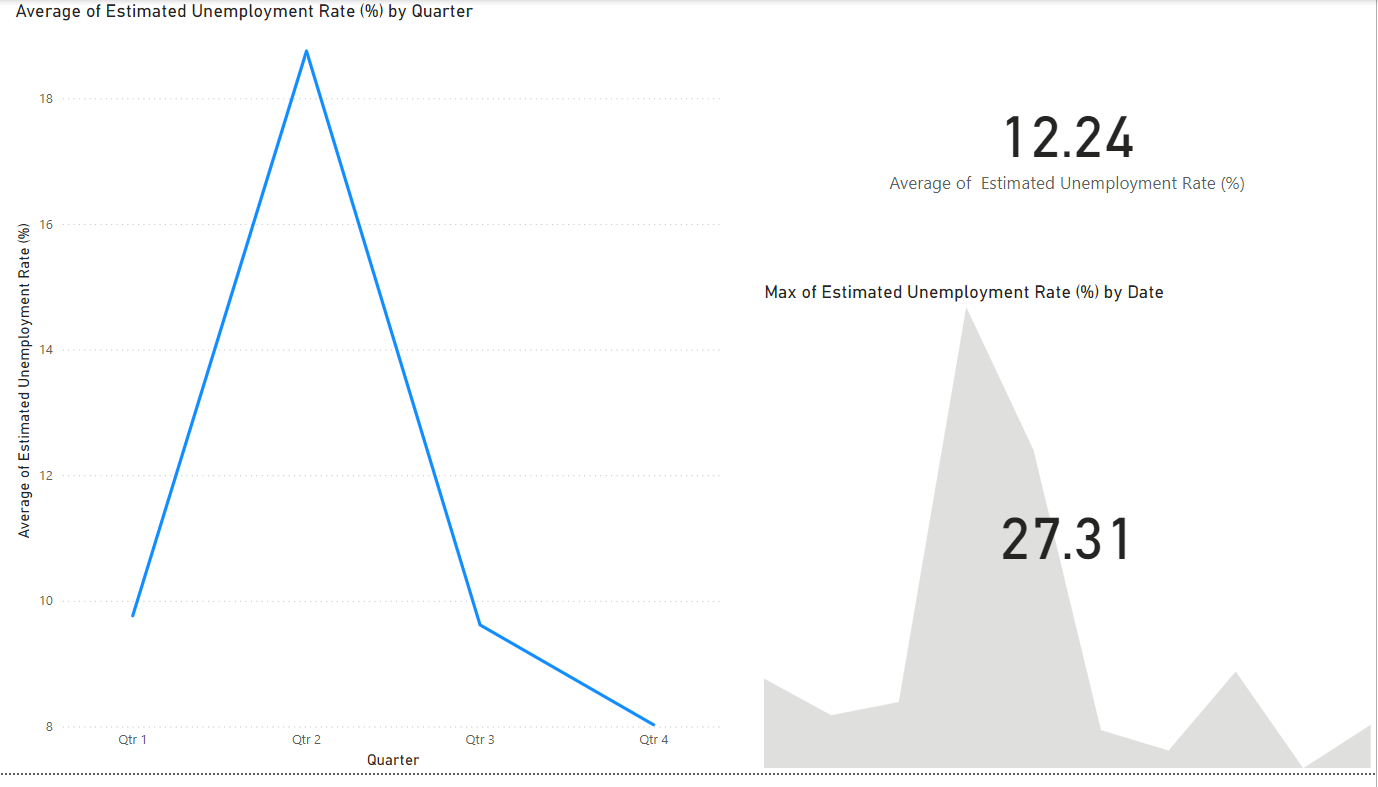 Average of Estimated Unemployment Rate (%) by Quarter
Average of Estimated Unemployment Rate (%)
18
16
14
12
10
8
Qtr 1 Qtr 2 Qtr 3 Qtr 4
Quarter
12.24
Average of  Estimated Unemployment Rate (%)
Max of Estimated Unemployment Rate (%) by Date
27.31